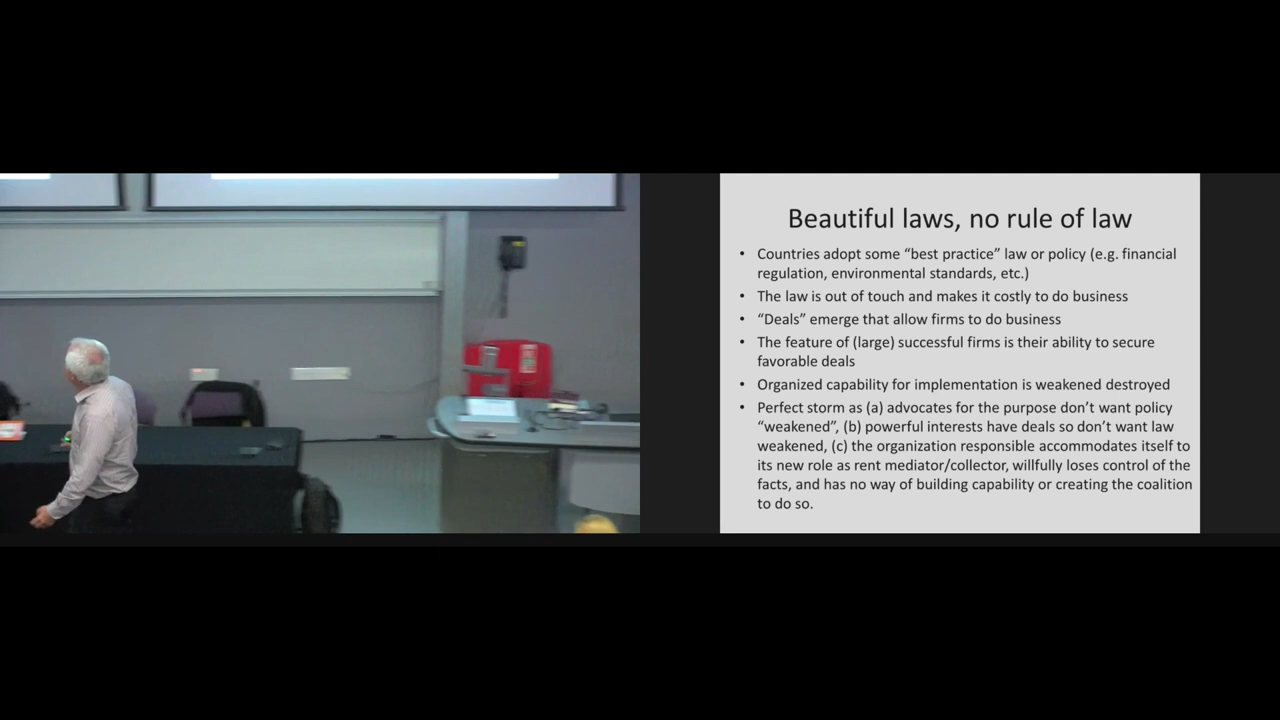 Beautiful laws, no rule of law
• Countries adopt some “best practice” law or policy (e.g. financial
regulation, environmental standards, etc.)
• The law is out of touch and makes it costly to do business
• “Deals” emerge that allow firms to do business
• The feature of (large) successful firms is their ability to secure
favorable deals
• Organized capability for implementation is weakened destroyed
• Perfect storm as (a) advocates for the purpose don’t want policy
“weakened”, (b) powerful interests have deals so don’t want law
weakened, (c) the organization responsible accommodates itself to
its new role as rent mediator/collector, willfully loses control of the
facts, and has no way of building capability or creating the coalition
to do so.